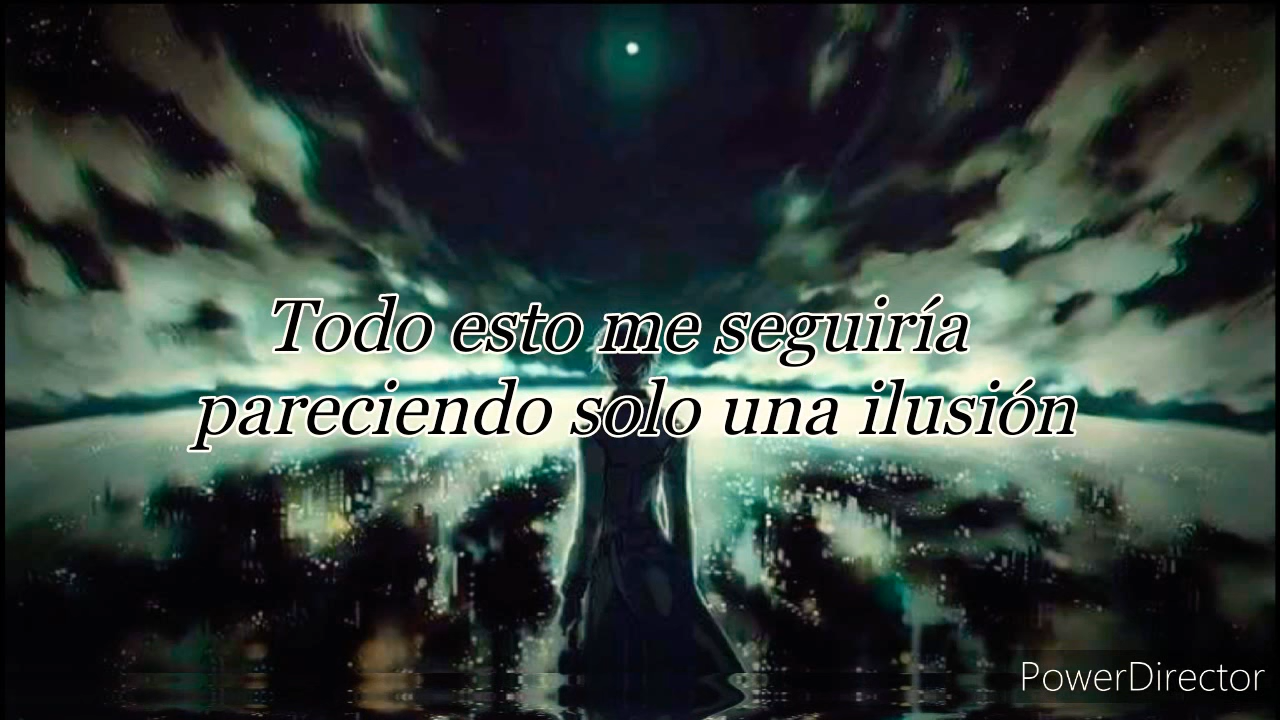 Todo esto me seguiría
pareciendo solo una ilusión
PowerDirector